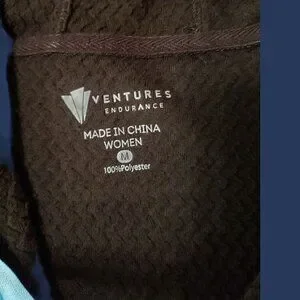 VENTURES
ENDURANCE
MADE IN CHINA
WOMEN
M
100%Polyester